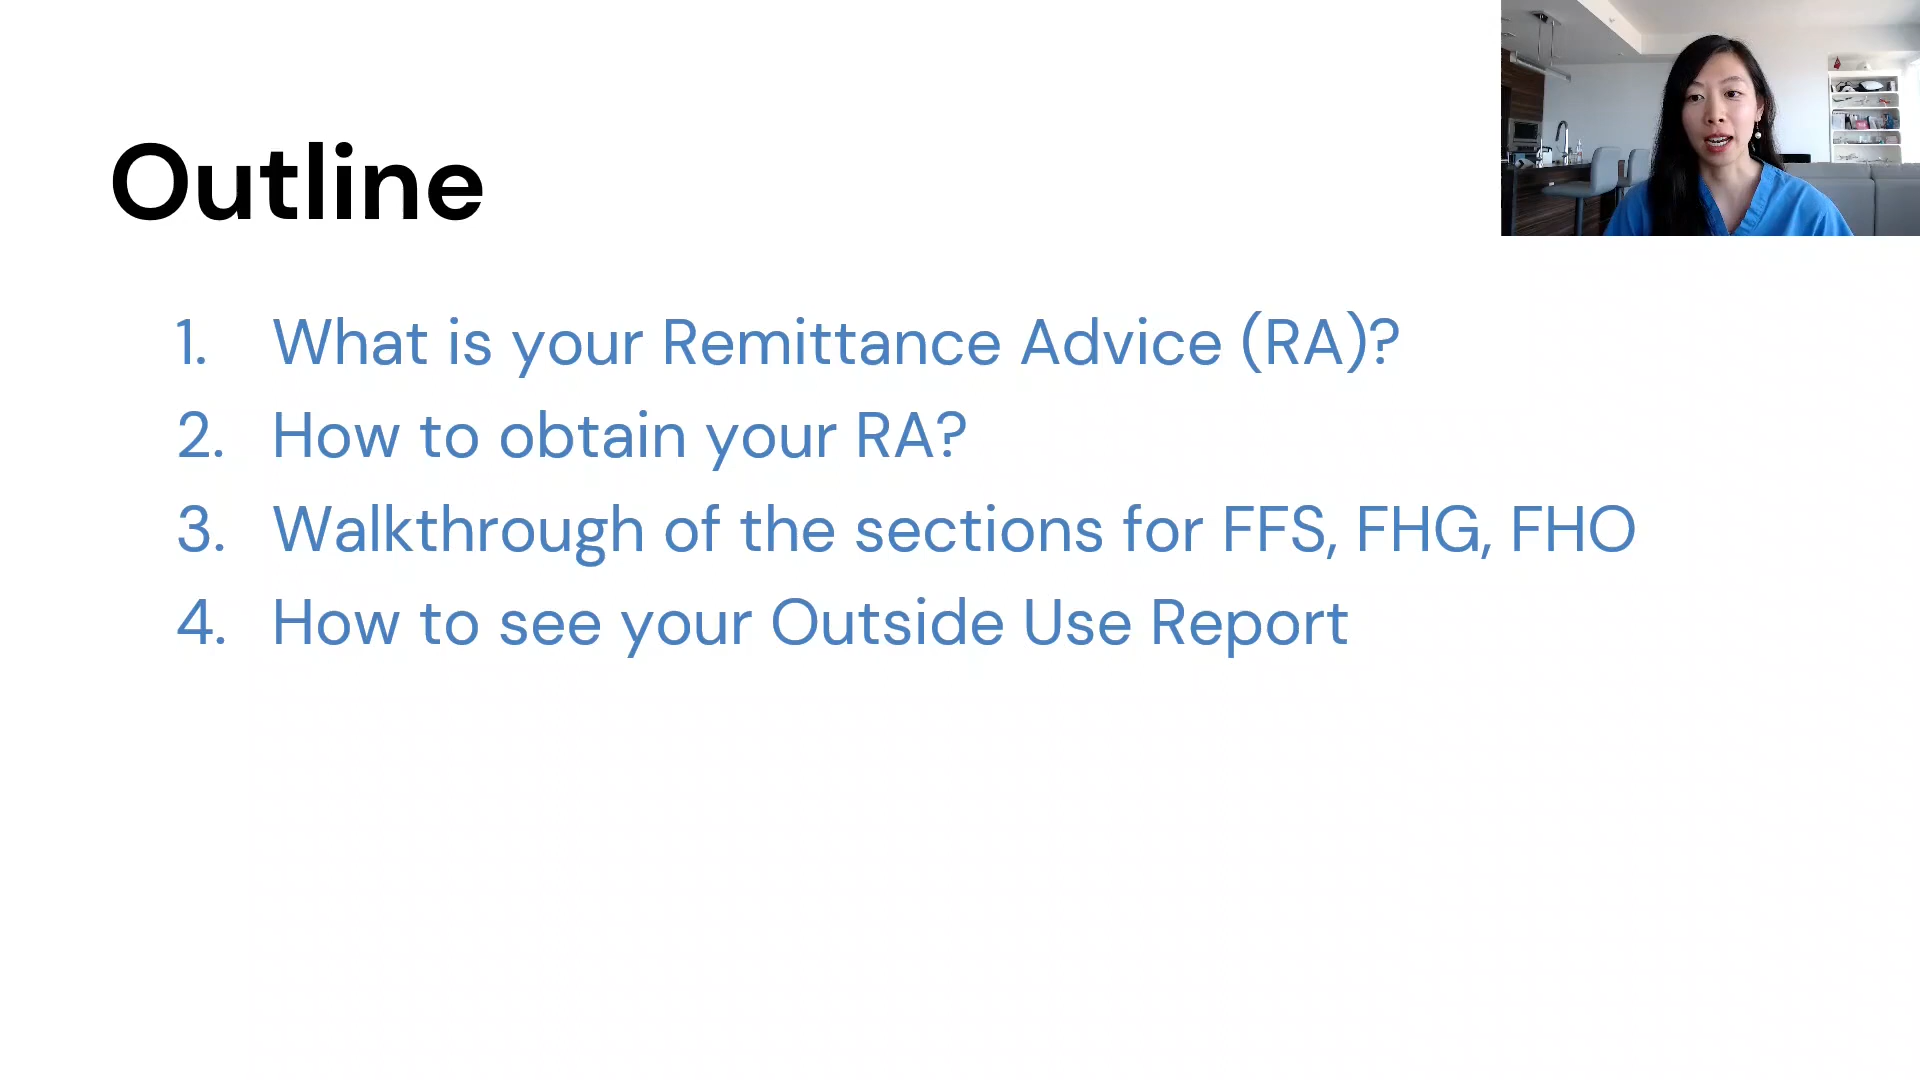 Outline
1. What is your Remittance Advice (RA)?
2. How to obtain your RA?
3. Walkthrough of the sections for FFS, FHG, FHO
4. How to see your Outside Use Report